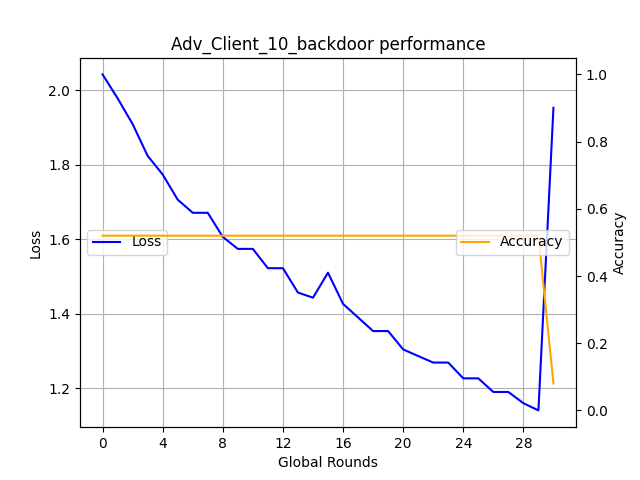 Adv_Client_10_backdoor performance
2.0
1.8
1.6
1.4
1.2
Loss
Loss
Accuracy
1.0
0.8
0.6
0.4
0.2
0.0
Accuracy
0 4 8 12 16 20 24 28
Global Rounds